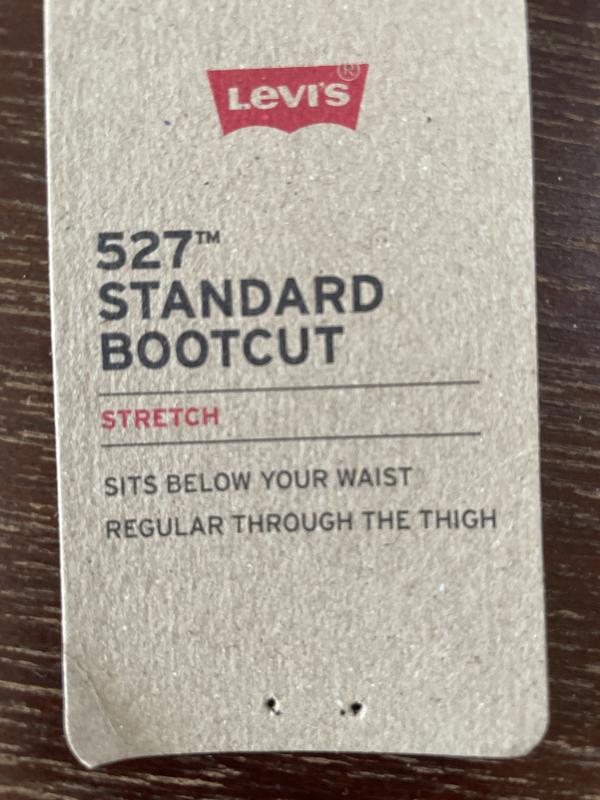 LEVI'S®
527™
STANDARD
BOOTCUT
STRETCH
SITS BELOW YOUR WAIST
REGULAR THROUGH THE THIGH